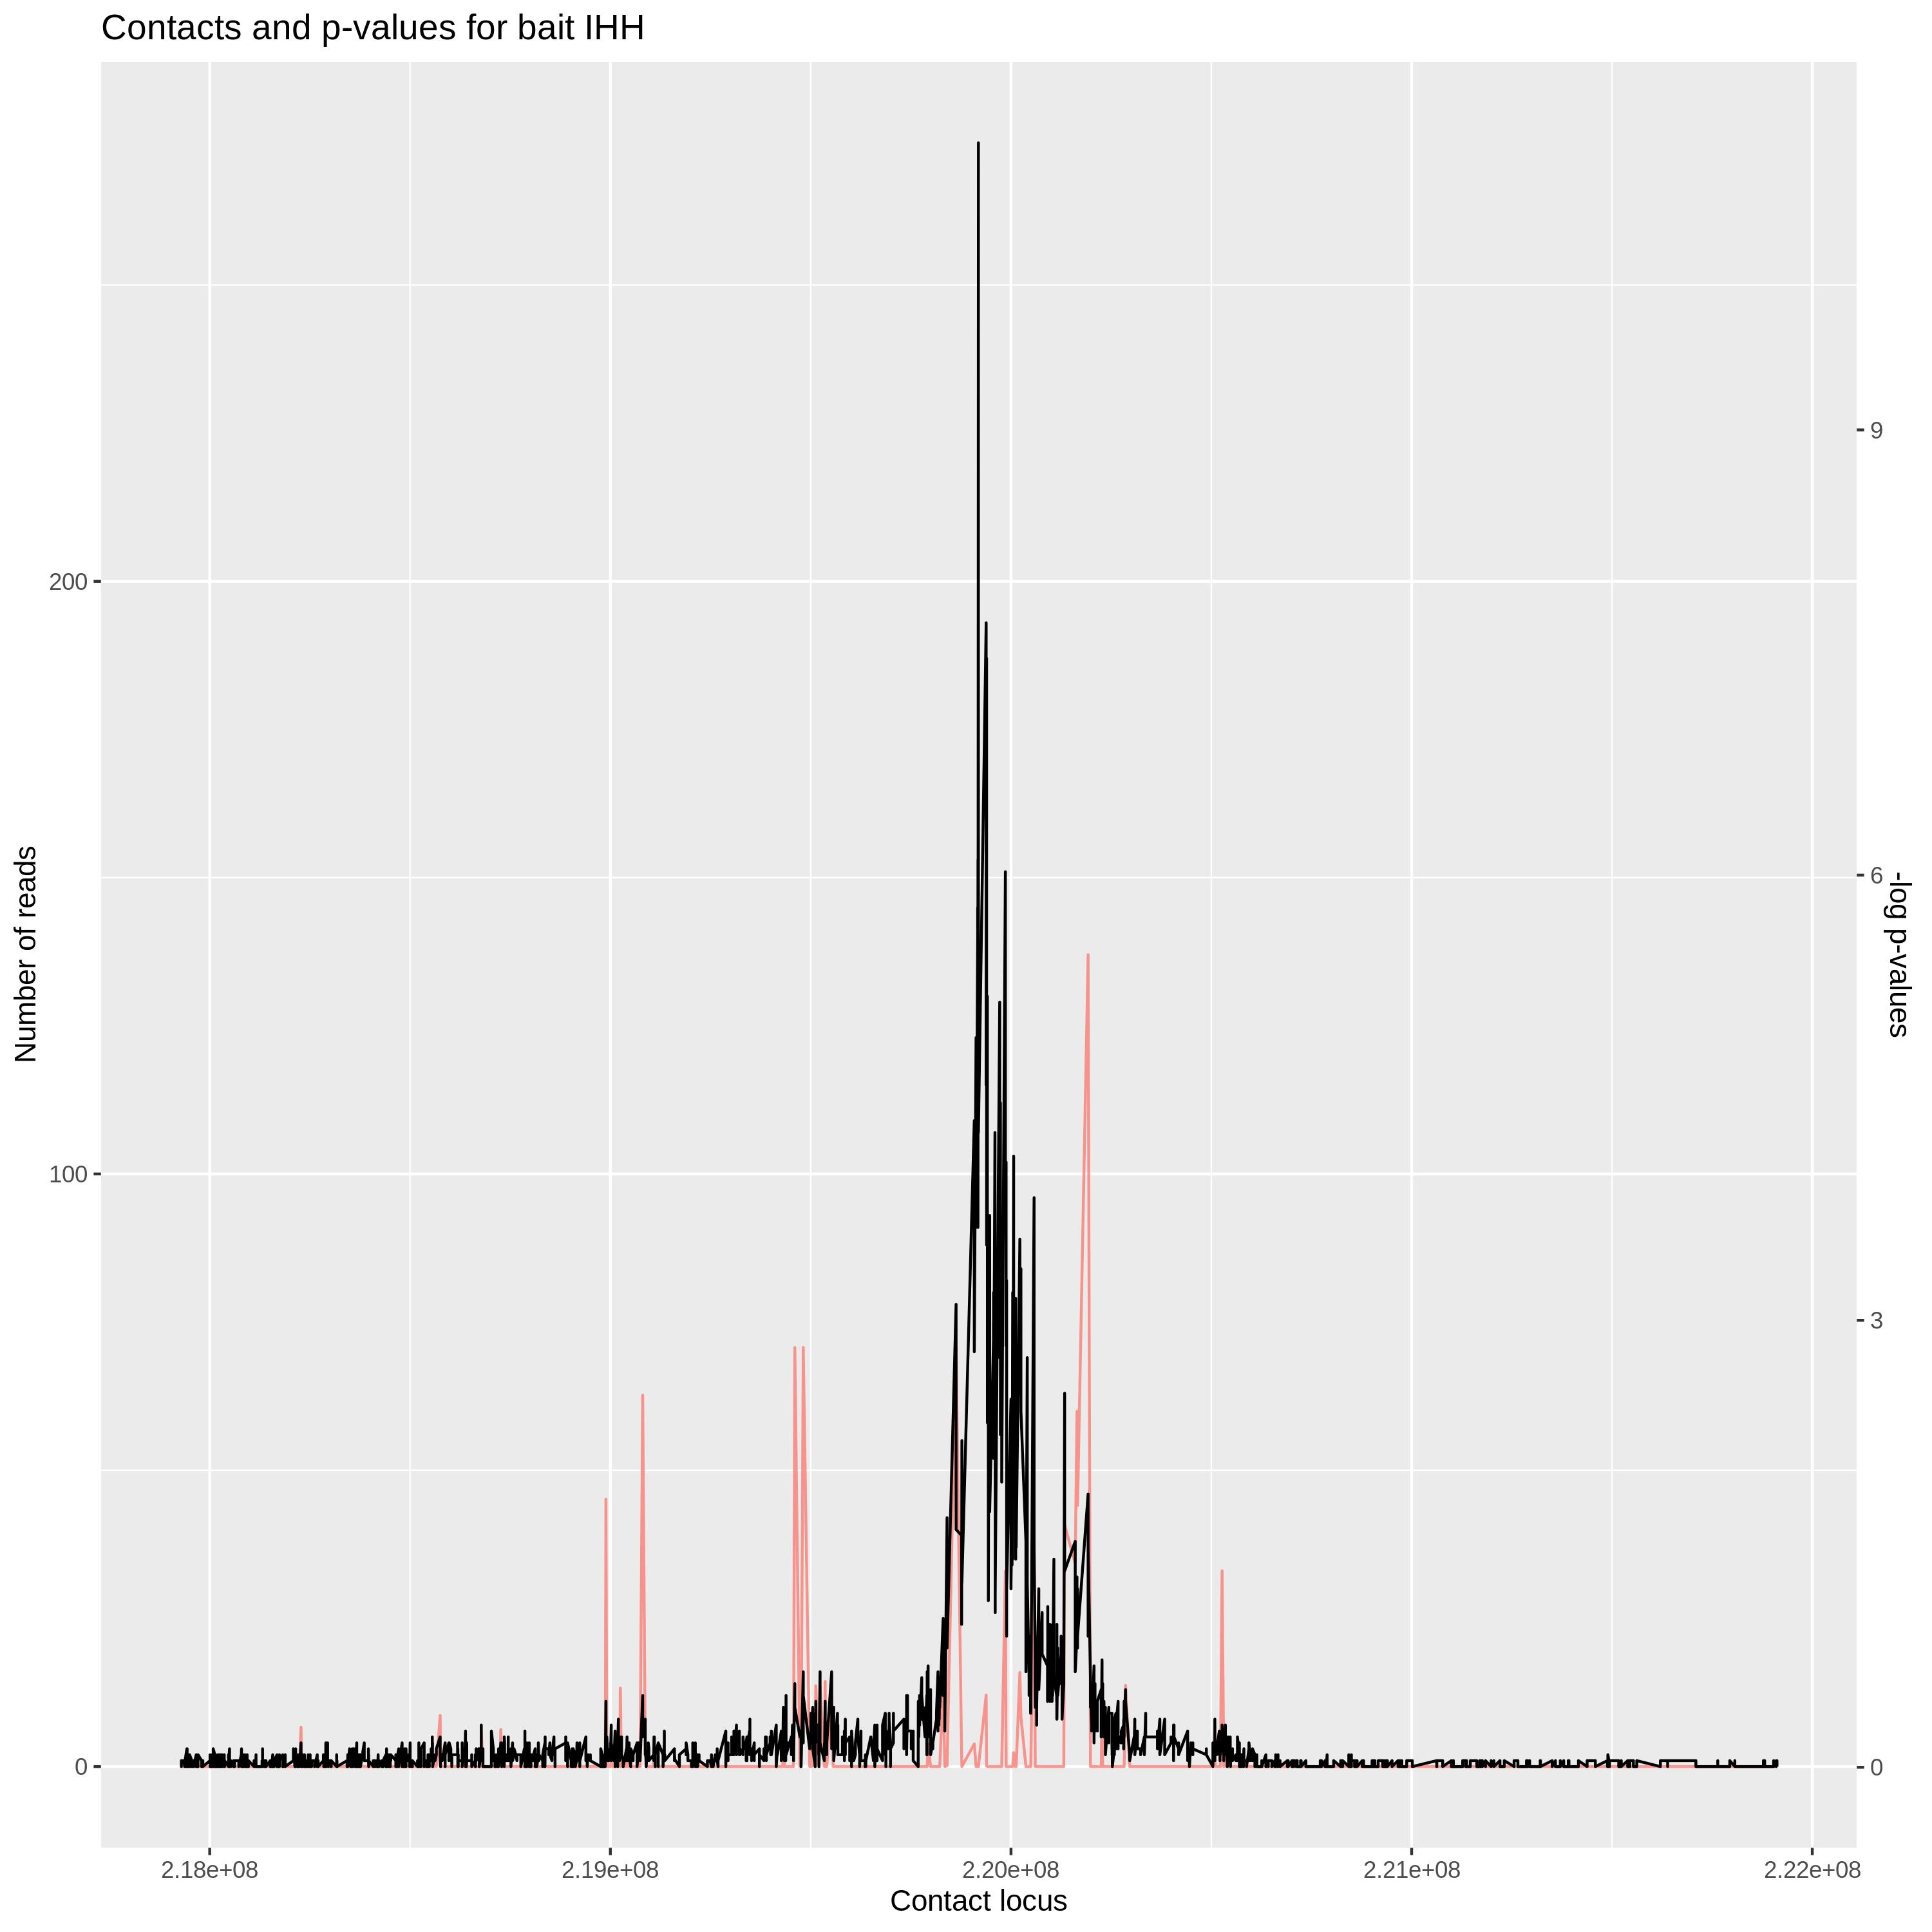 Contacts and p-values for bait IHH
Number of reads
200
100
0
9
6
3
0
-log p-values
2.18e+08 2.19e+08 2.20e+08 2.21e+08 2.22e+08
Contact locus